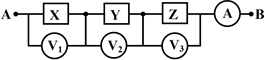 A X Y Z A B
V₁ V₂ V₃